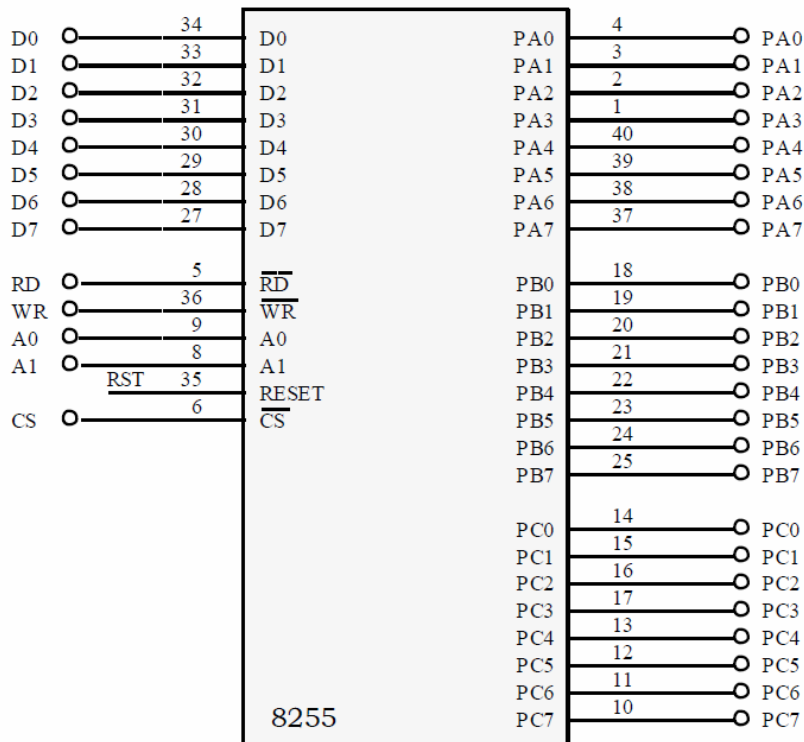 34 4
D0 D0 PA0 PA0
33 3
D1 D1 PA1 PA1
32 2
D2 D2 PA2 PA2
31 1
D3 D3 PA3 PA3
30 40
D4 D4 PA4 PA4
29 39
D5 D5 PA5 PA5
28 38
D6 D6 PA6 PA6
27 37
D7 D7 PA7 PA7
5 18
RD RD PB0 PB0
36 19
WR WR PB1 PB1
9 20
A0 A0 PB2 PB2
8 21
A1 A1 PB3 PB3
RST 35 22
RESET PB4 PB4
6 23
CS CS PB5 PB5
24
PB6 PB6
25
PB7 PB7
14
PC0 PC0
15
PC1 PC1
16
PC2 PC2
17
PC3 PC3
13
PC4 PC4
12
PC5 PC5
11
PC6 PC6
10
8255 PC7 PC7